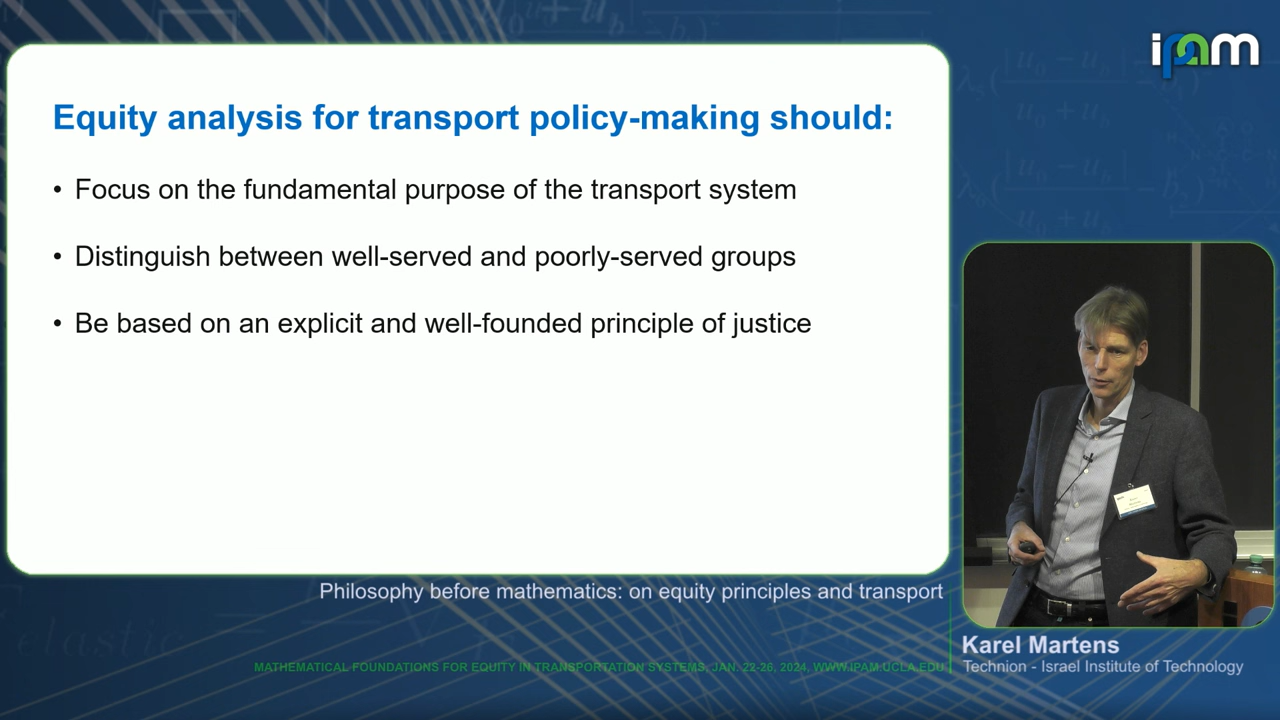 ipam
Equity analysis for transport policy-making should:
• Focus on the fundamental purpose of the transport system
• Distinguish between well-served and poorly-served groups
• Be based on an explicit and well-founded principle of justice
Philosophy before mathematics: on equity principles and transport
Karel Martens
Technion - Israel Institute of Technology
MATHEMATICAL FOUNDATIONS FOR EQUITY IN TRANSPORTATION SYSTEMS, JAN. 22-26, 2024, WWW.IPAM.UCLA.EDU
elastic